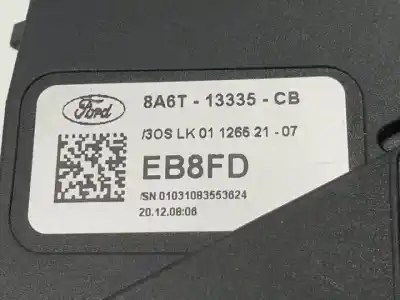 Ford
8A6T - 13335 - CB
/3OS LK 01 1266 21 - 07
EB8FD
/SN 01031083553624
20.12.08:06